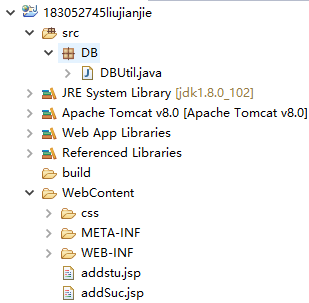 183052745liujianjie
src
DB
DBUtil.java
JRE System Library [jdk1.8.0_102]
Apache Tomcat v8.0 [Apache Tomcat v8.0]
Web App Libraries
Referenced Libraries
build
WebContent
css
META-INF
WEB-INF
addstu.jsp
addSuc.jsp